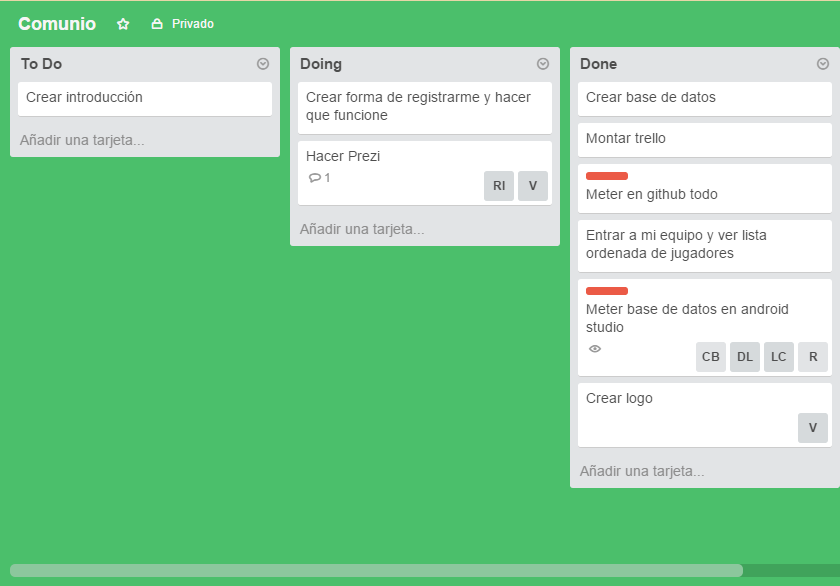 Comunio
Privado
To Do
Crear introducción
Añadir una tarjeta...
Doing
Crear forma de registrarme y hacer
que funcione
Hacer Prezi
1
RI
V
Añadir una tarjeta...
Done
Crear base de datos
Montar trello
Meter en github todo
Entrar a mi equipo y ver lista
ordenada de jugadores
Meter base de datos en android
studio
CB
DL
LC
R
Crear logo
V
Añadir una tarjeta...